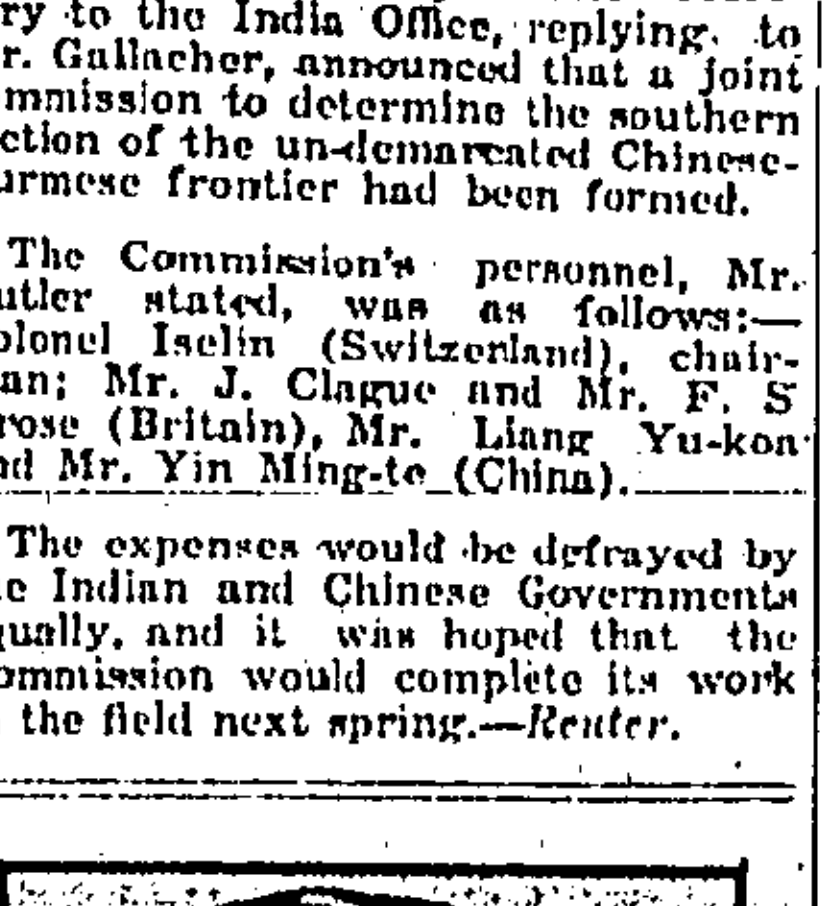 ry to the India Office, replying to
r. Gallacher, announced that a joint
mmission to determine the southern
ction of the un-demarcated Chinese-
urmese frontier had been formed.
The Commission's personnel, Mr.
utler stated, was as follows:—
olonel Iselin (Switzerland), chair-
an; Mr. J. Clague and Mr. F. S
rose (Britain), Mr. Liang Yu-kon
nd Mr. Yin Ming-te (China).
The expenses would be defrayed by
e Indian and Chinese Governments
qually, and it was hoped that the
ommission would complete its work
the field next spring.—Reuter.